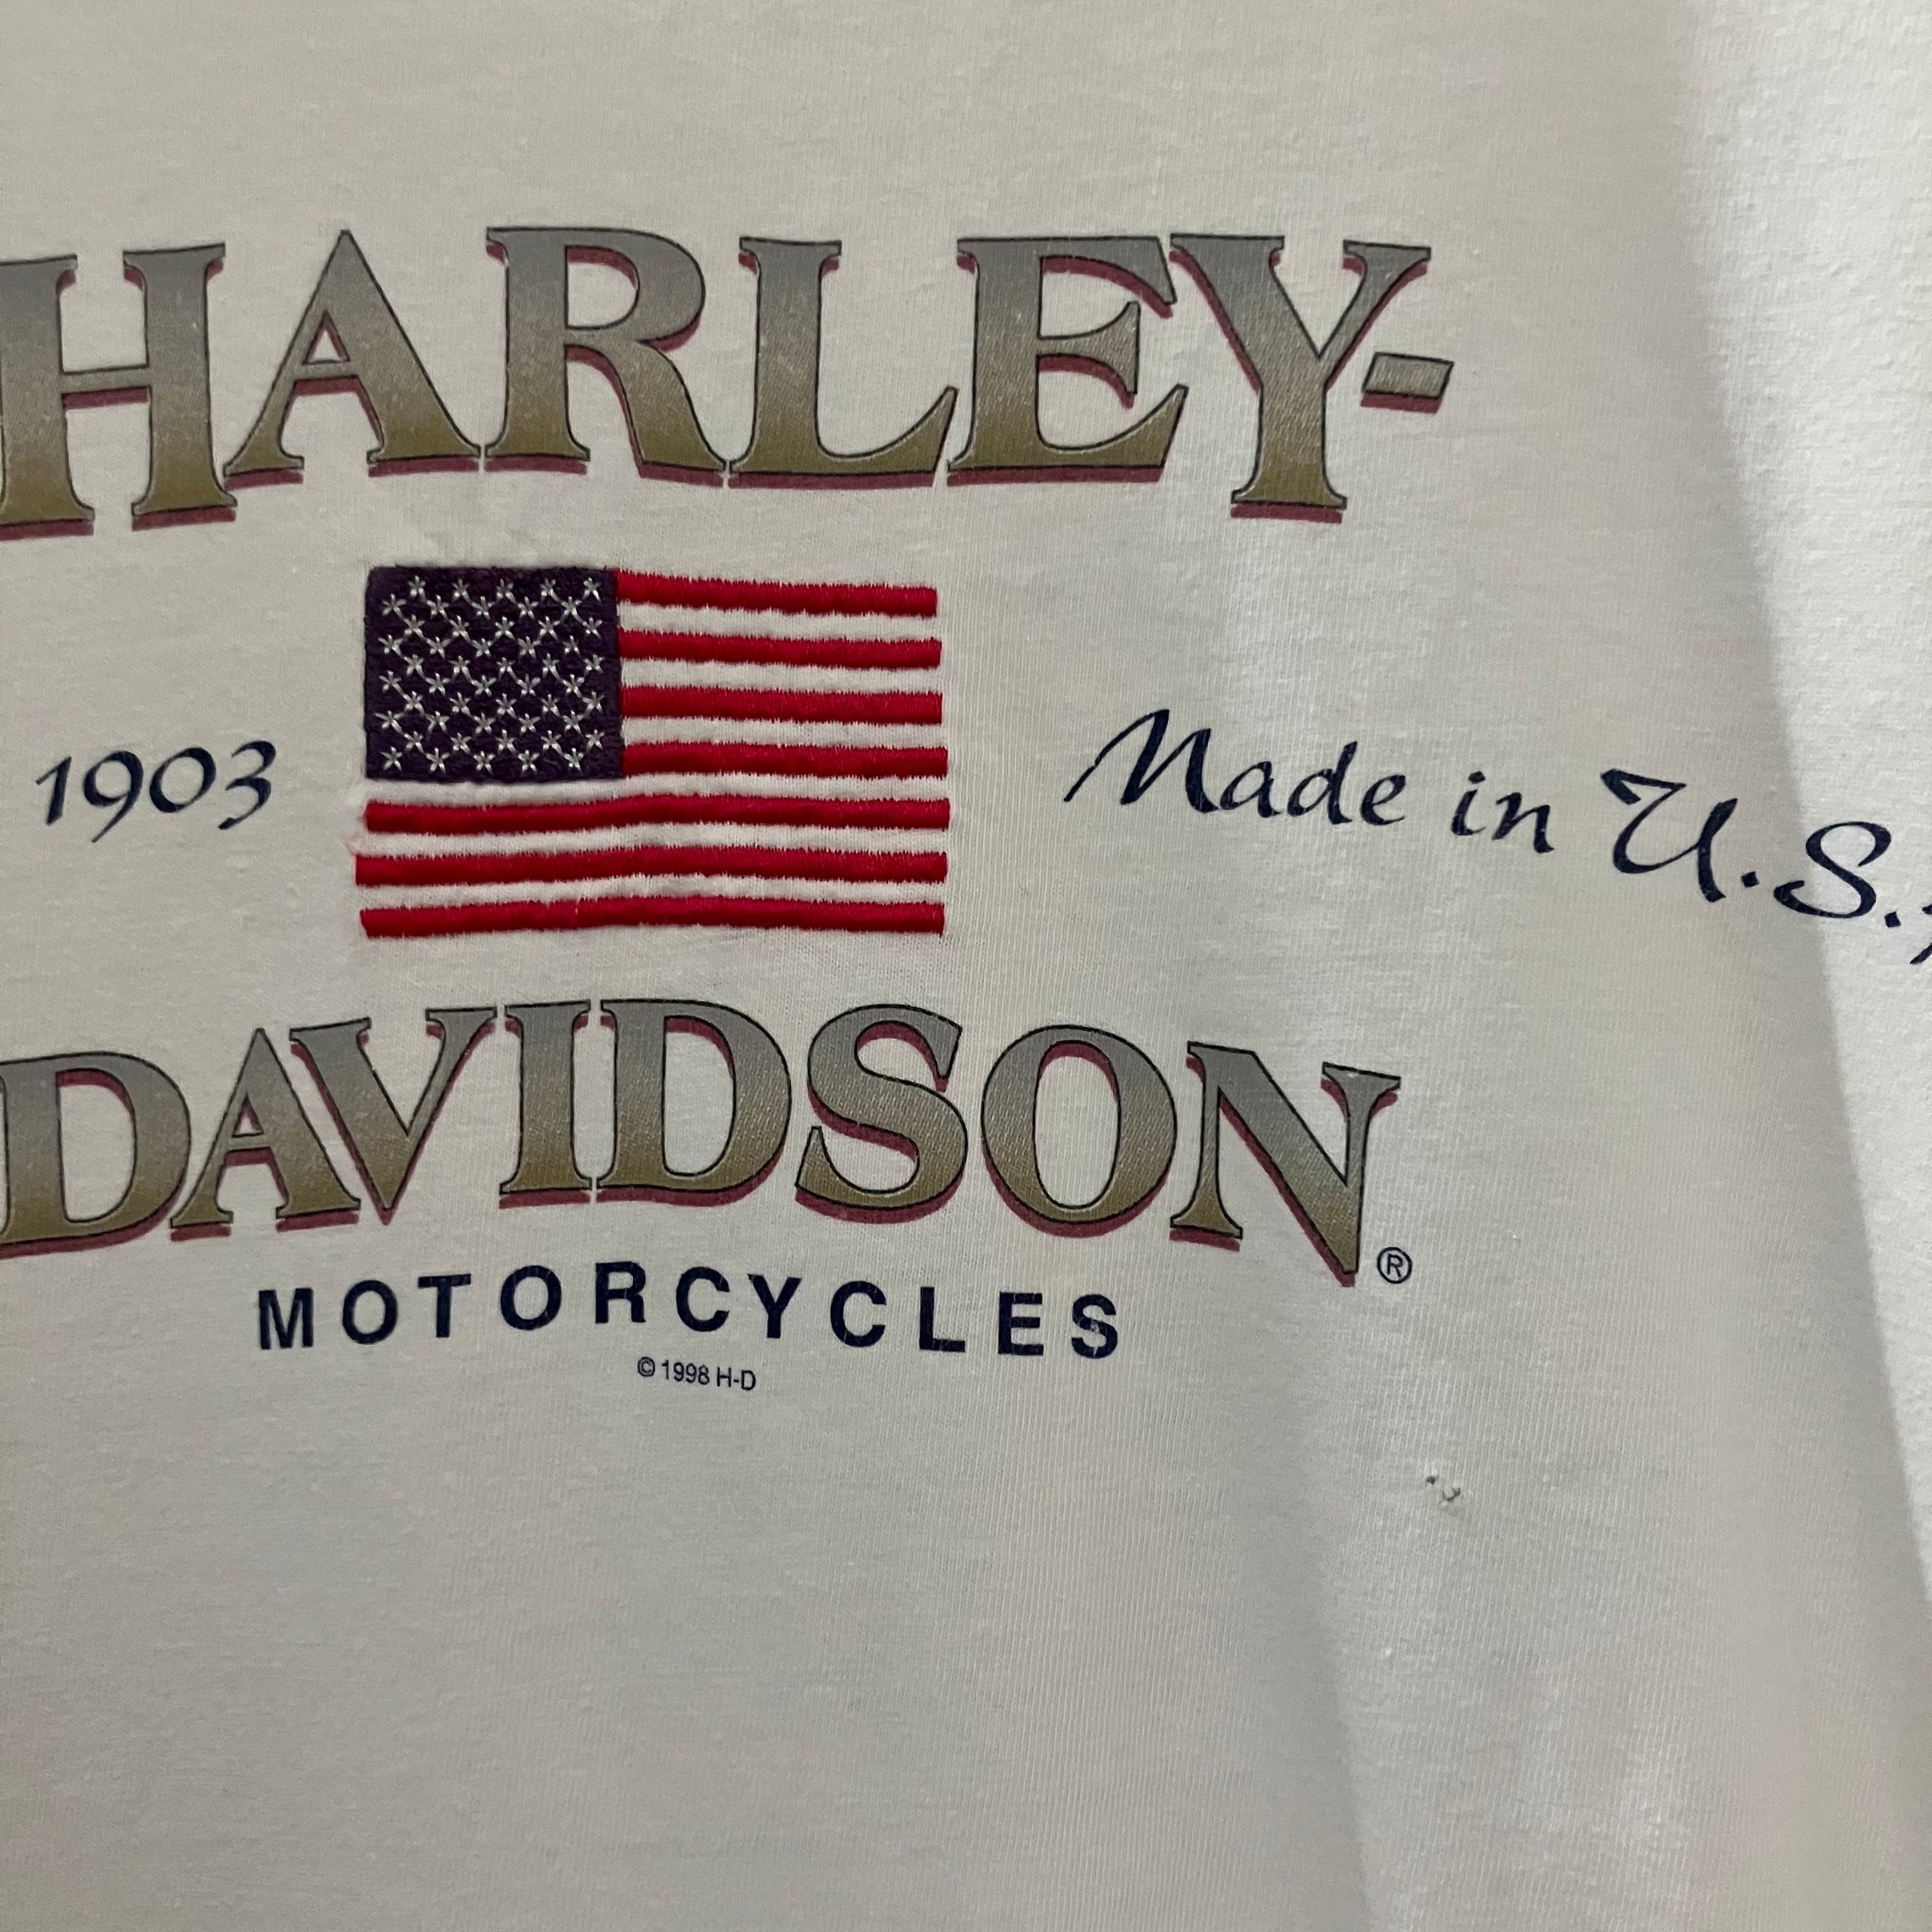 HARLEY-
1903 Made in U.S.A
DAVIDSON®
MOTORCYCLES
© 1998 H-D